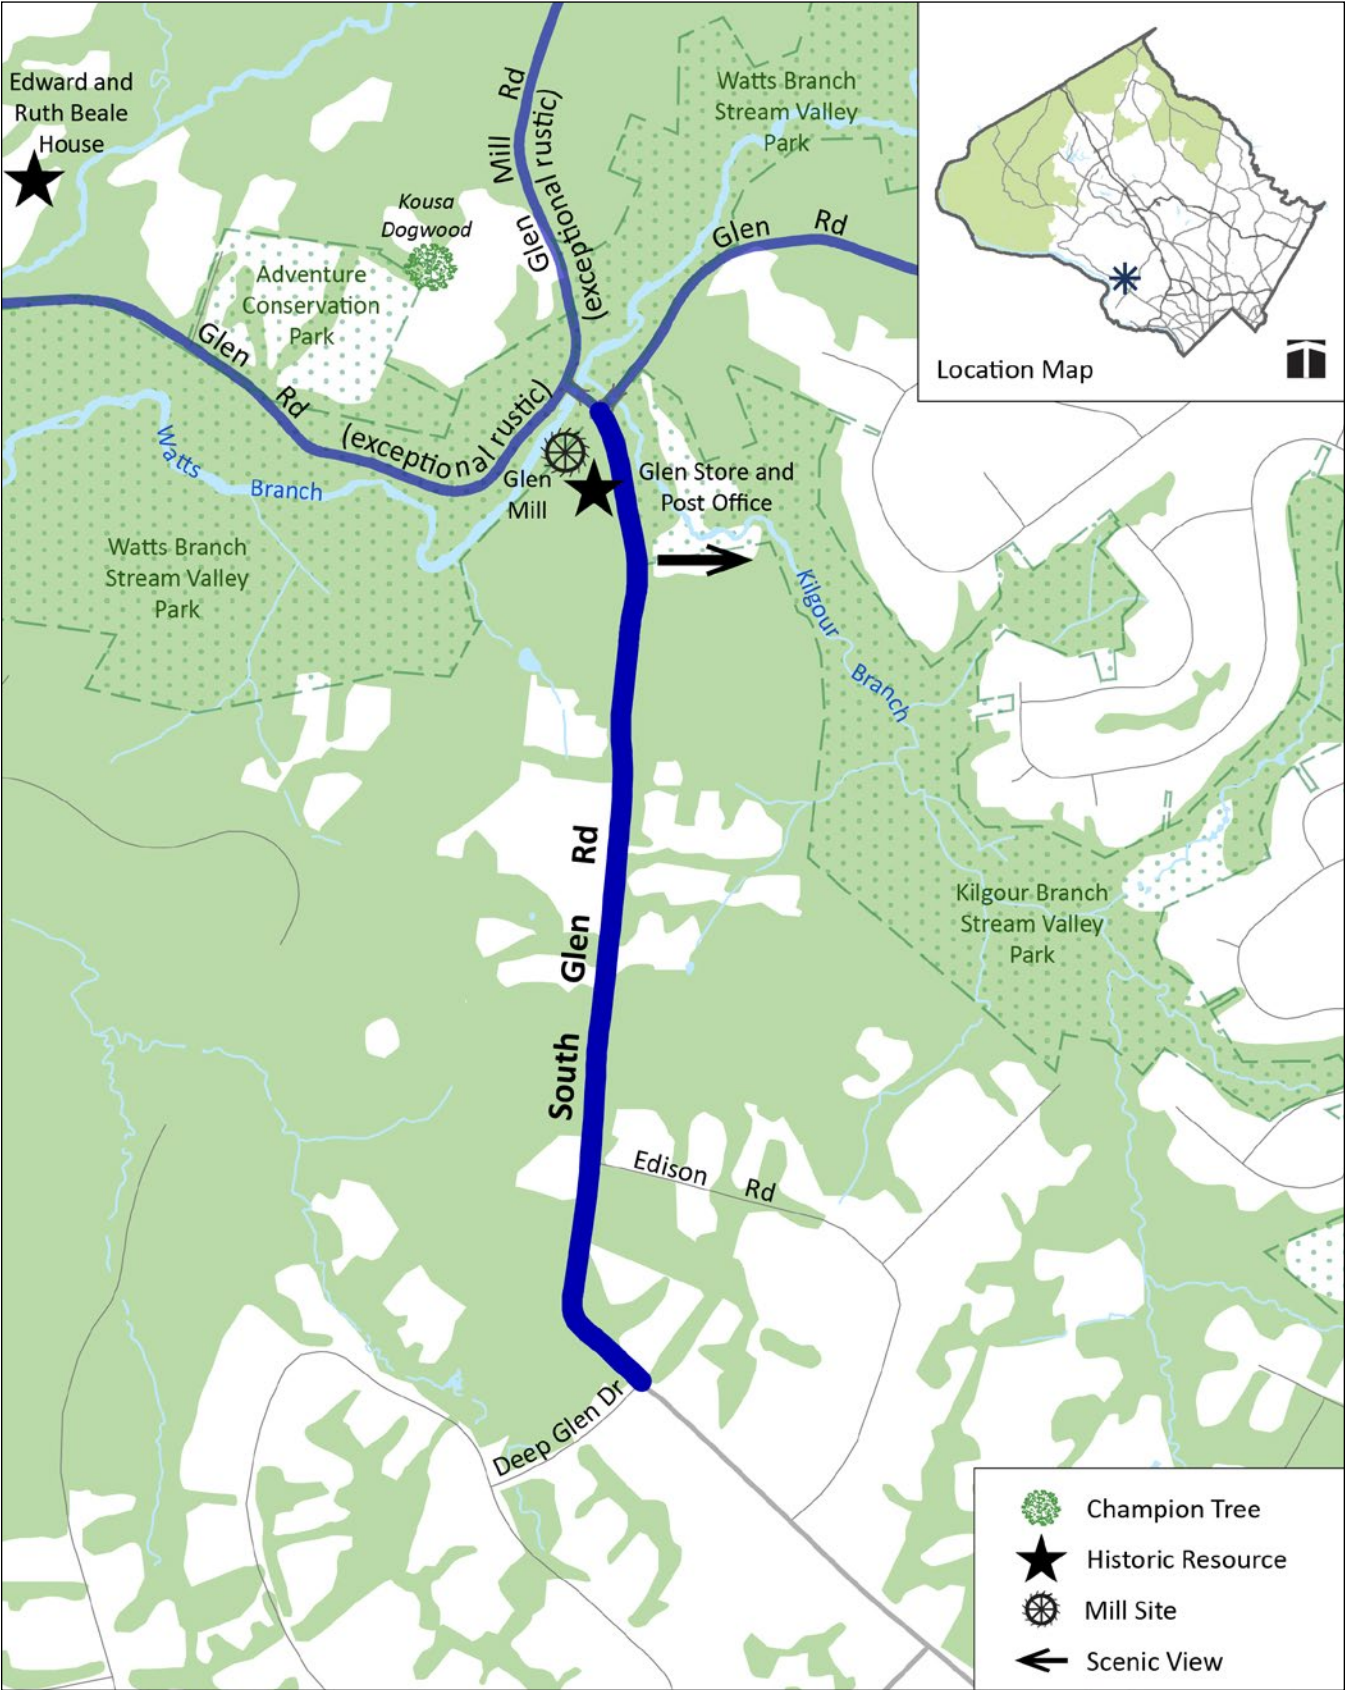 Edward and
Ruth Beale
House
Kousa
Dogwood
Adventure
Conservation
Park
Glen Mill Rd
(exceptional rustic)
Watts Branch
Stream Valley
Park
Glen Rd
Location Map
Glen Rd
(exceptional rustic)
Watts Branch
Glen
Mill
Glen Store and
Post Office
Watts Branch
Stream Valley
Park
Kilgour Branch
South Glen Rd
Kilgour Branch
Stream Valley
Park
Edison Rd
Deep Glen Dr
Champion Tree
Historic Resource
Mill Site
Scenic View